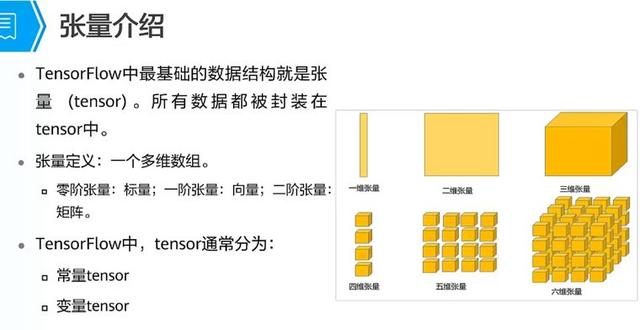 张量介绍
TensorFlow中最基础的数据结构就是张
量 (tensor) 。所有数据都被封装在
tensor中。
张量定义：一个多维数组。
零阶张量：标量；一阶张量：向量；二阶张量：
矩阵。
TensorFlow中，tensor通常分为：
常量tensor
变量tensor
一维张量 二维张量 三维张量
四维张量 五维张量 六维张量